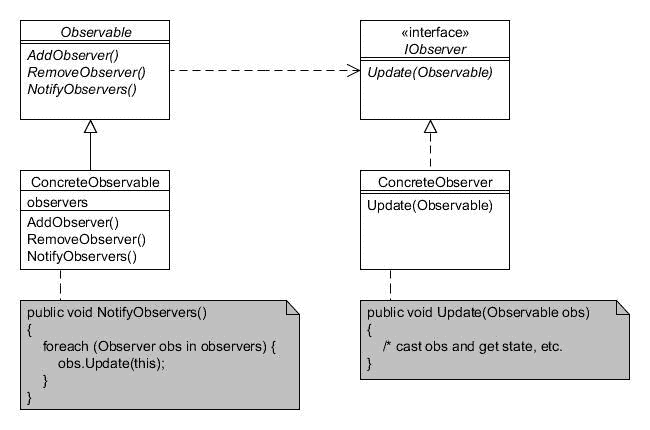 Observable
AddObserver()
RemoveObserver()
NotifyObservers()
«interface»
IObserver
Update(Observable)
ConcreteObservable
observers
AddObserver()
RemoveObserver()
NotifyObservers()
ConcreteObserver
Update(Observable)
public void NotifyObservers()
{
foreach (Observer obs in observers) {
obs.Update(this);
}
}
public void Update(Observable obs)
{
/* cast obs and get state, etc.
}